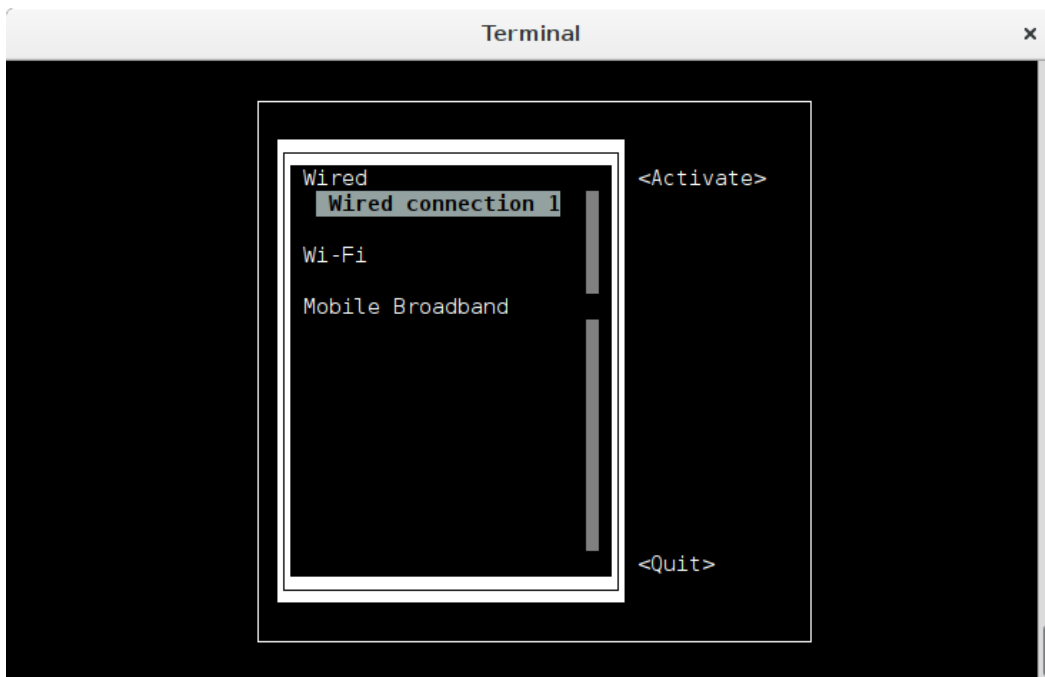 Terminal
Wired
Wired connection 1
<Activate>
Wi-Fi
Mobile Broadband
<Quit>